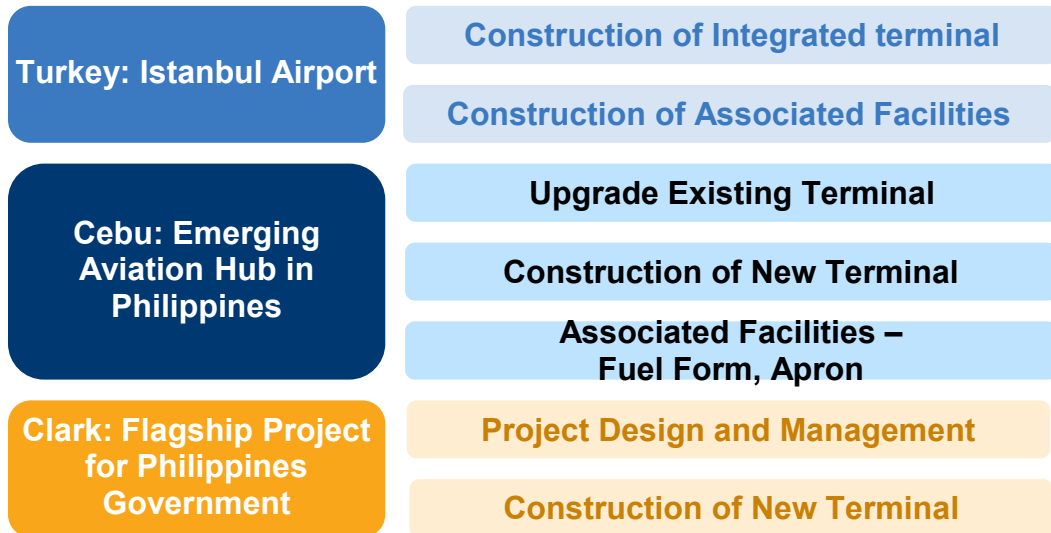 Turkey: Istanbul Airport
Construction of Integrated terminal
Construction of Associated Facilities
Cebu: Emerging
Aviation Hub in
Philippines
Upgrade Existing Terminal
Construction of New Terminal
Associated Facilities –
Fuel Form, Apron
Clark: Flagship Project
for Philippines
Government
Project Design and Management
Construction of New Terminal